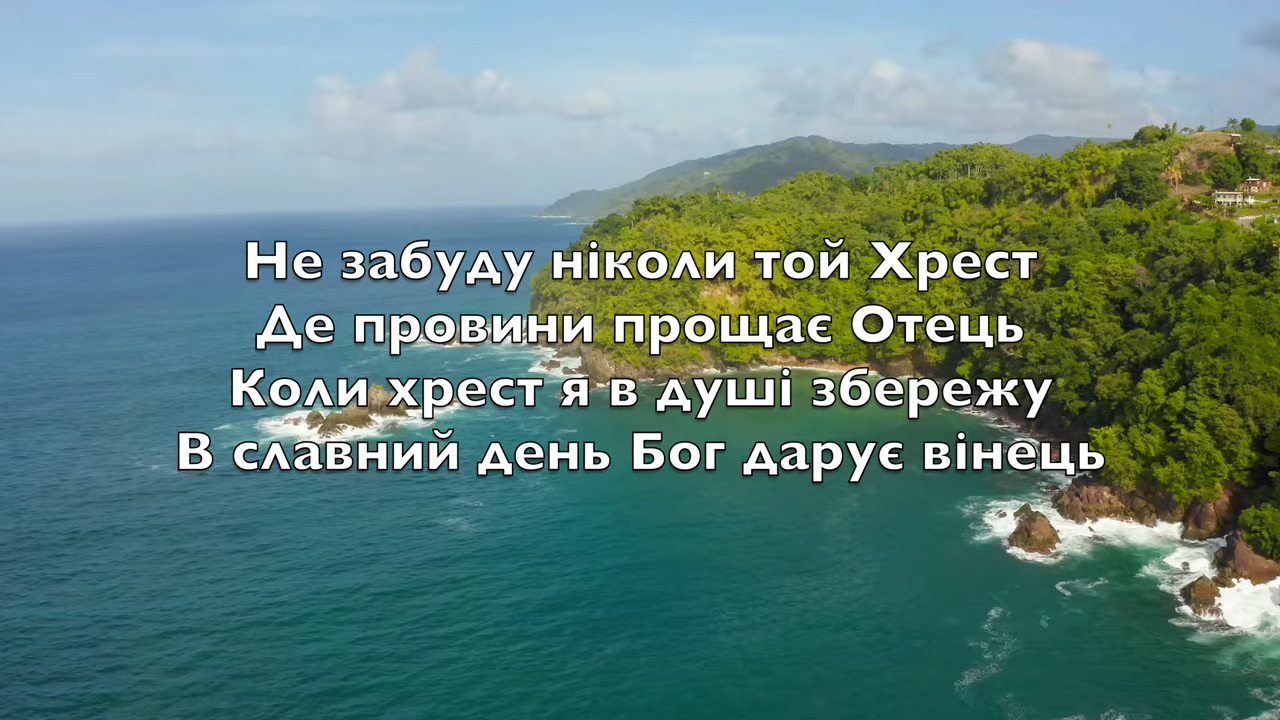 Не забуду ніколи той Хрест
Де провини прощає Отець
Коли хрест я в душі збережу
В славний день Бог дарує вінець